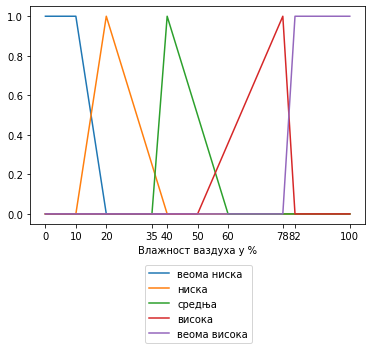 1.0
0.8
0.6
0.4
0.2
0.0
0 10 20 35 40 50 60 78 82 100
Влажност ваздуха у %
веома ниска
ниска
средња
висока
веома висока